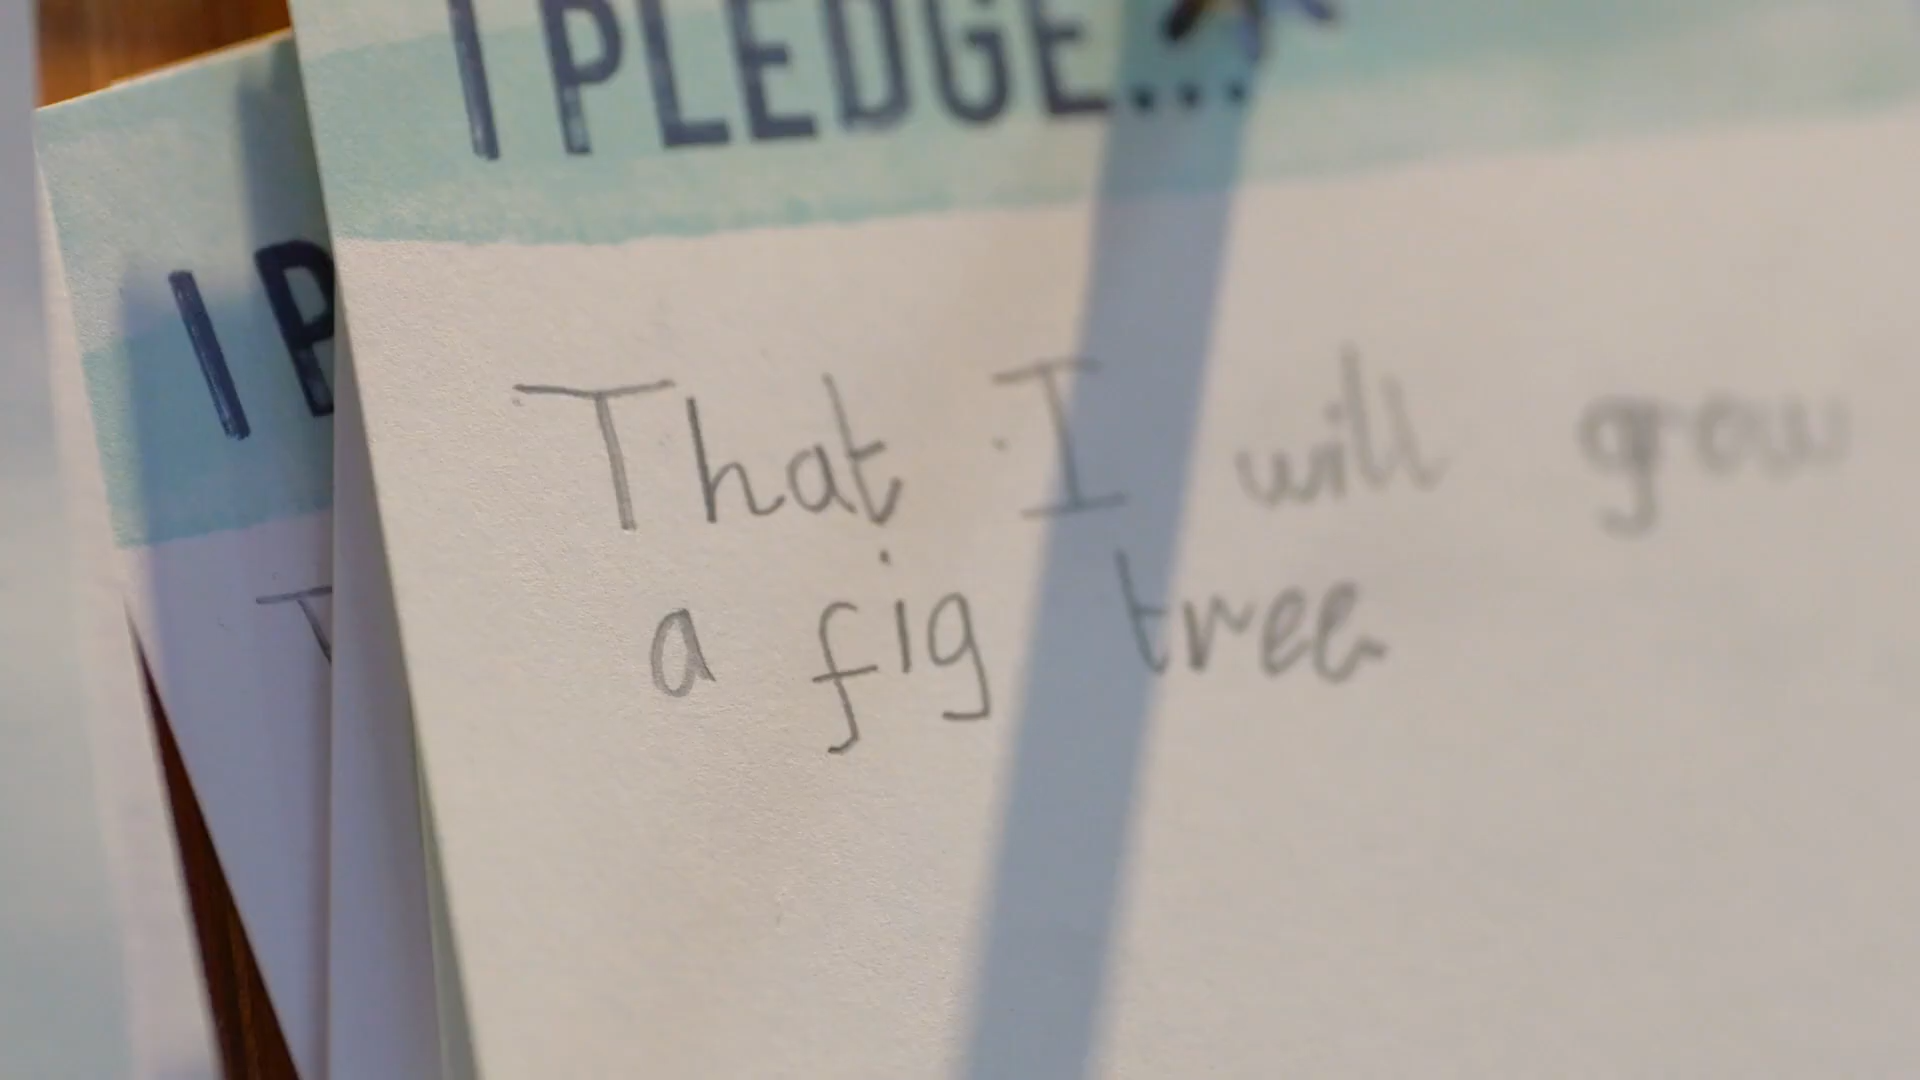 I PLEDGE...
That I will grow
a fig tree
I P
T